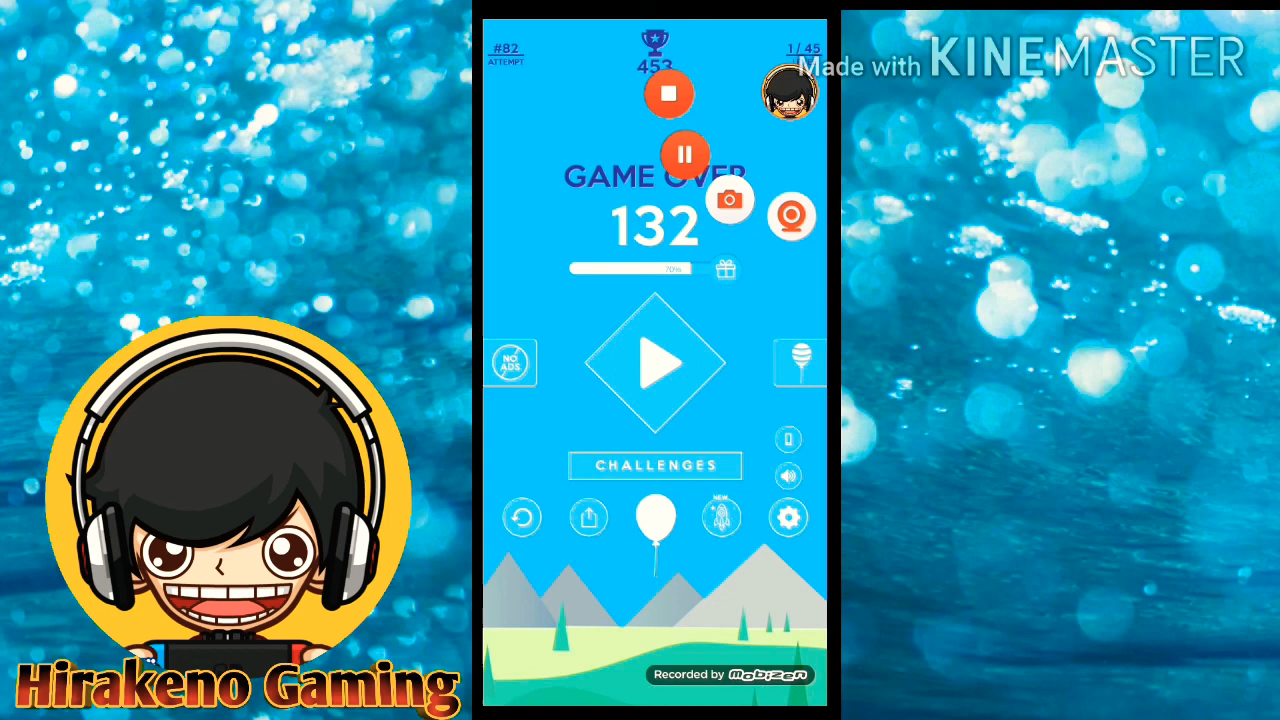 #82
ATTEMPT
453
1 / 45
Made with KINEMASTER
GAME OVER
132
70%
NO
ADS
CHALLENGES
NEW
Hirakeno Gaming
Recorded by Mobizen